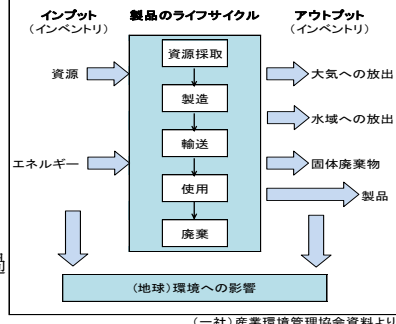 インプット
(インベントリ)
製品のライフサイクル
アウトプット
(インベントリ)
資源
エネルギー
資源採取
製造
輸送
使用
廃棄
大気への放出
水域への放出
固体廃棄物
製品
(地球)環境への影響
(一社)産業環境管理協会資料より